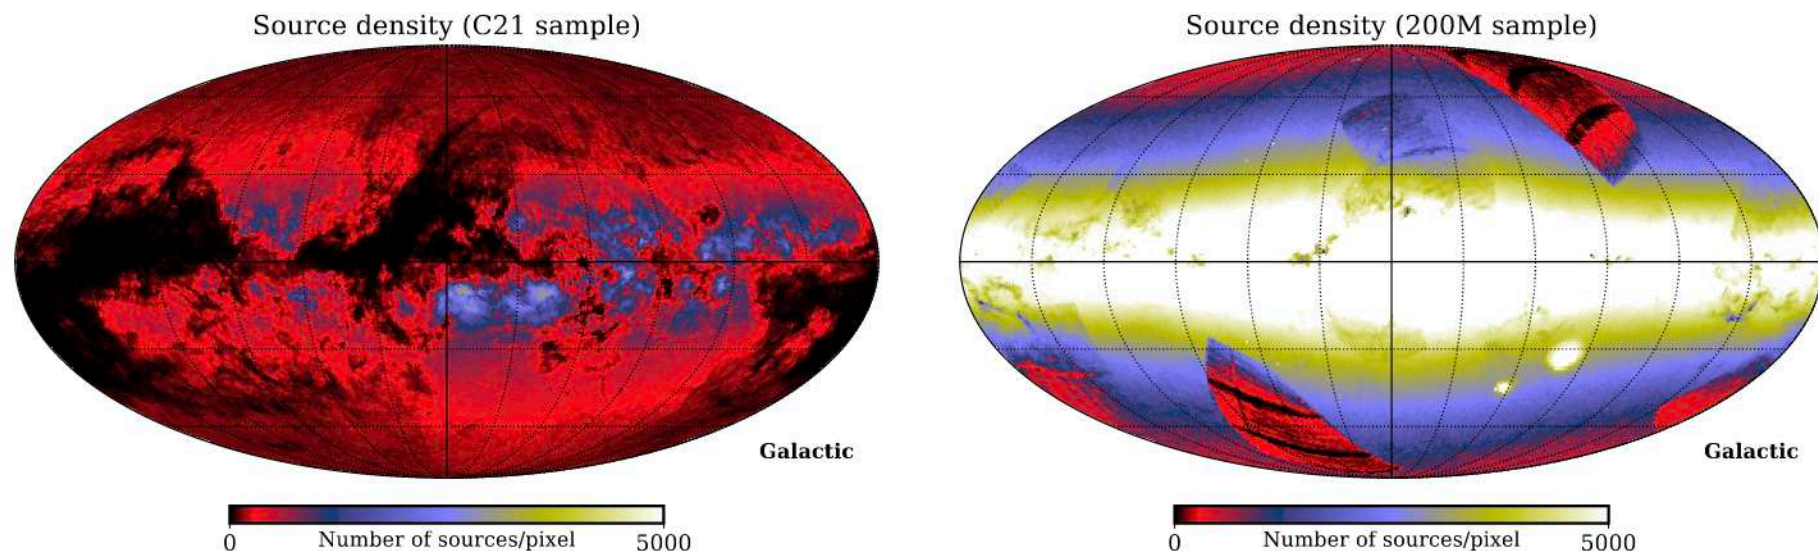 Source density (C21 sample)
Galactic
0 Number of sources/pixel 5000
Source density (200M sample)
Galactic
0 Number of sources/pixel 5000